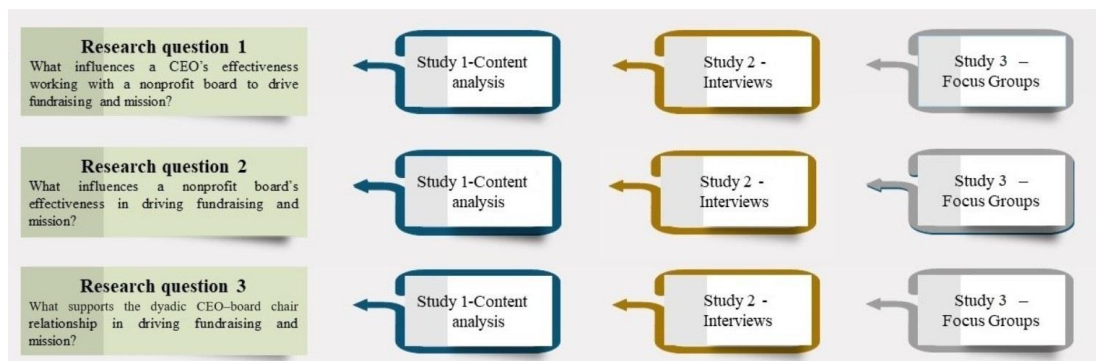 Research question 1
What influences a CEO's effectiveness
working with a nonprofit board to drive
fundraising and mission?
Study 1-Content
analysis
Study 2 -
Interviews
Study 3 –
Focus Groups
Research question 2
What influences a nonprofit board's
effectiveness in driving fundraising and
mission?
Study 1-Content
analysis
Study 2 -
Interviews
Study 3 –
Focus Groups
Research question 3
What supports the dyadic CEO–board chair
relationship in driving fundraising and
mission?
Study 1-Content
analysis
Study 2 -
Interviews
Study 3 –
Focus Groups